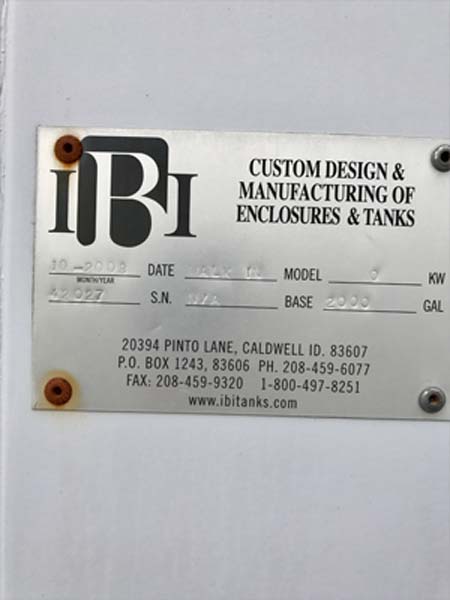 IBI
CUSTOM DESIGN &
MANUFACTURING OF
ENCLOSURES & TANKS
10-2008 DATE WALK IN MODEL 0 KW
MONTH/YEAR
42027 S.N. N/A BASE 2000 GAL
20394 PINTO LANE, CALDWELL ID. 83607
P.O. BOX 1243, 83606 PH. 208-459-6077
FAX: 208-459-9320 1-800-497-8251
www.ibitanks.com